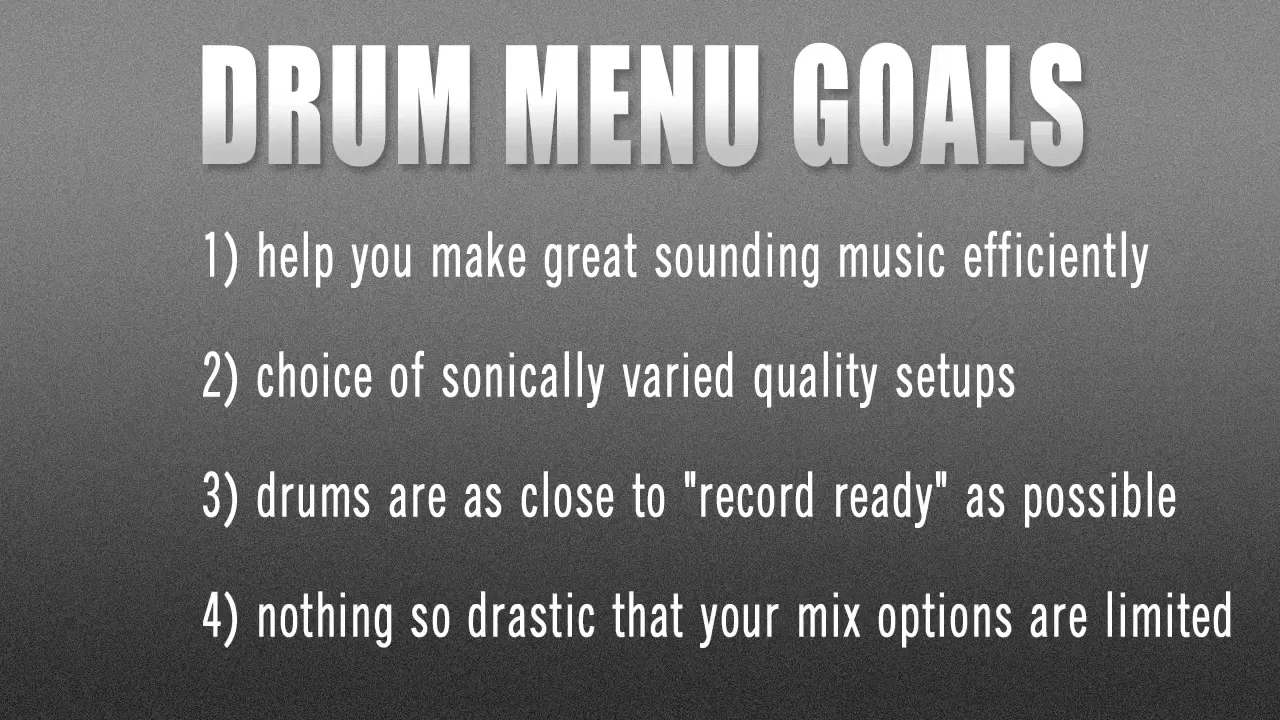 DRUM MENU GOALS
1) help you make great sounding music efficiently
2) choice of sonically varied quality setups
3) drums are as close to "record ready" as possible
4) nothing so drastic that your mix options are limited